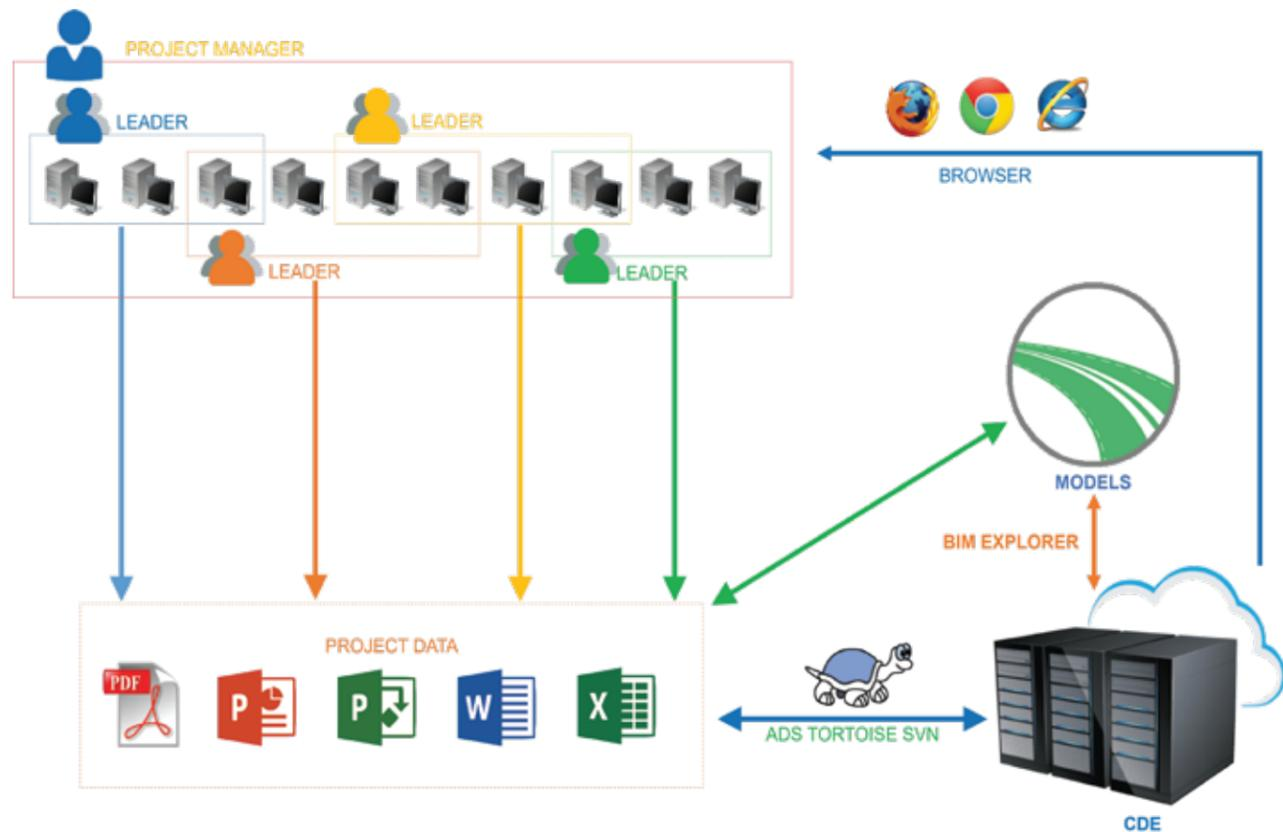 PROJECT MANAGER
LEADER
LEADER
BROWSER
LEADER
LEADER
MODELS
BIM EXPLORER
PROJECT DATA
PDF
P
P
W
X
ADS TORTOISE SVN
CDE